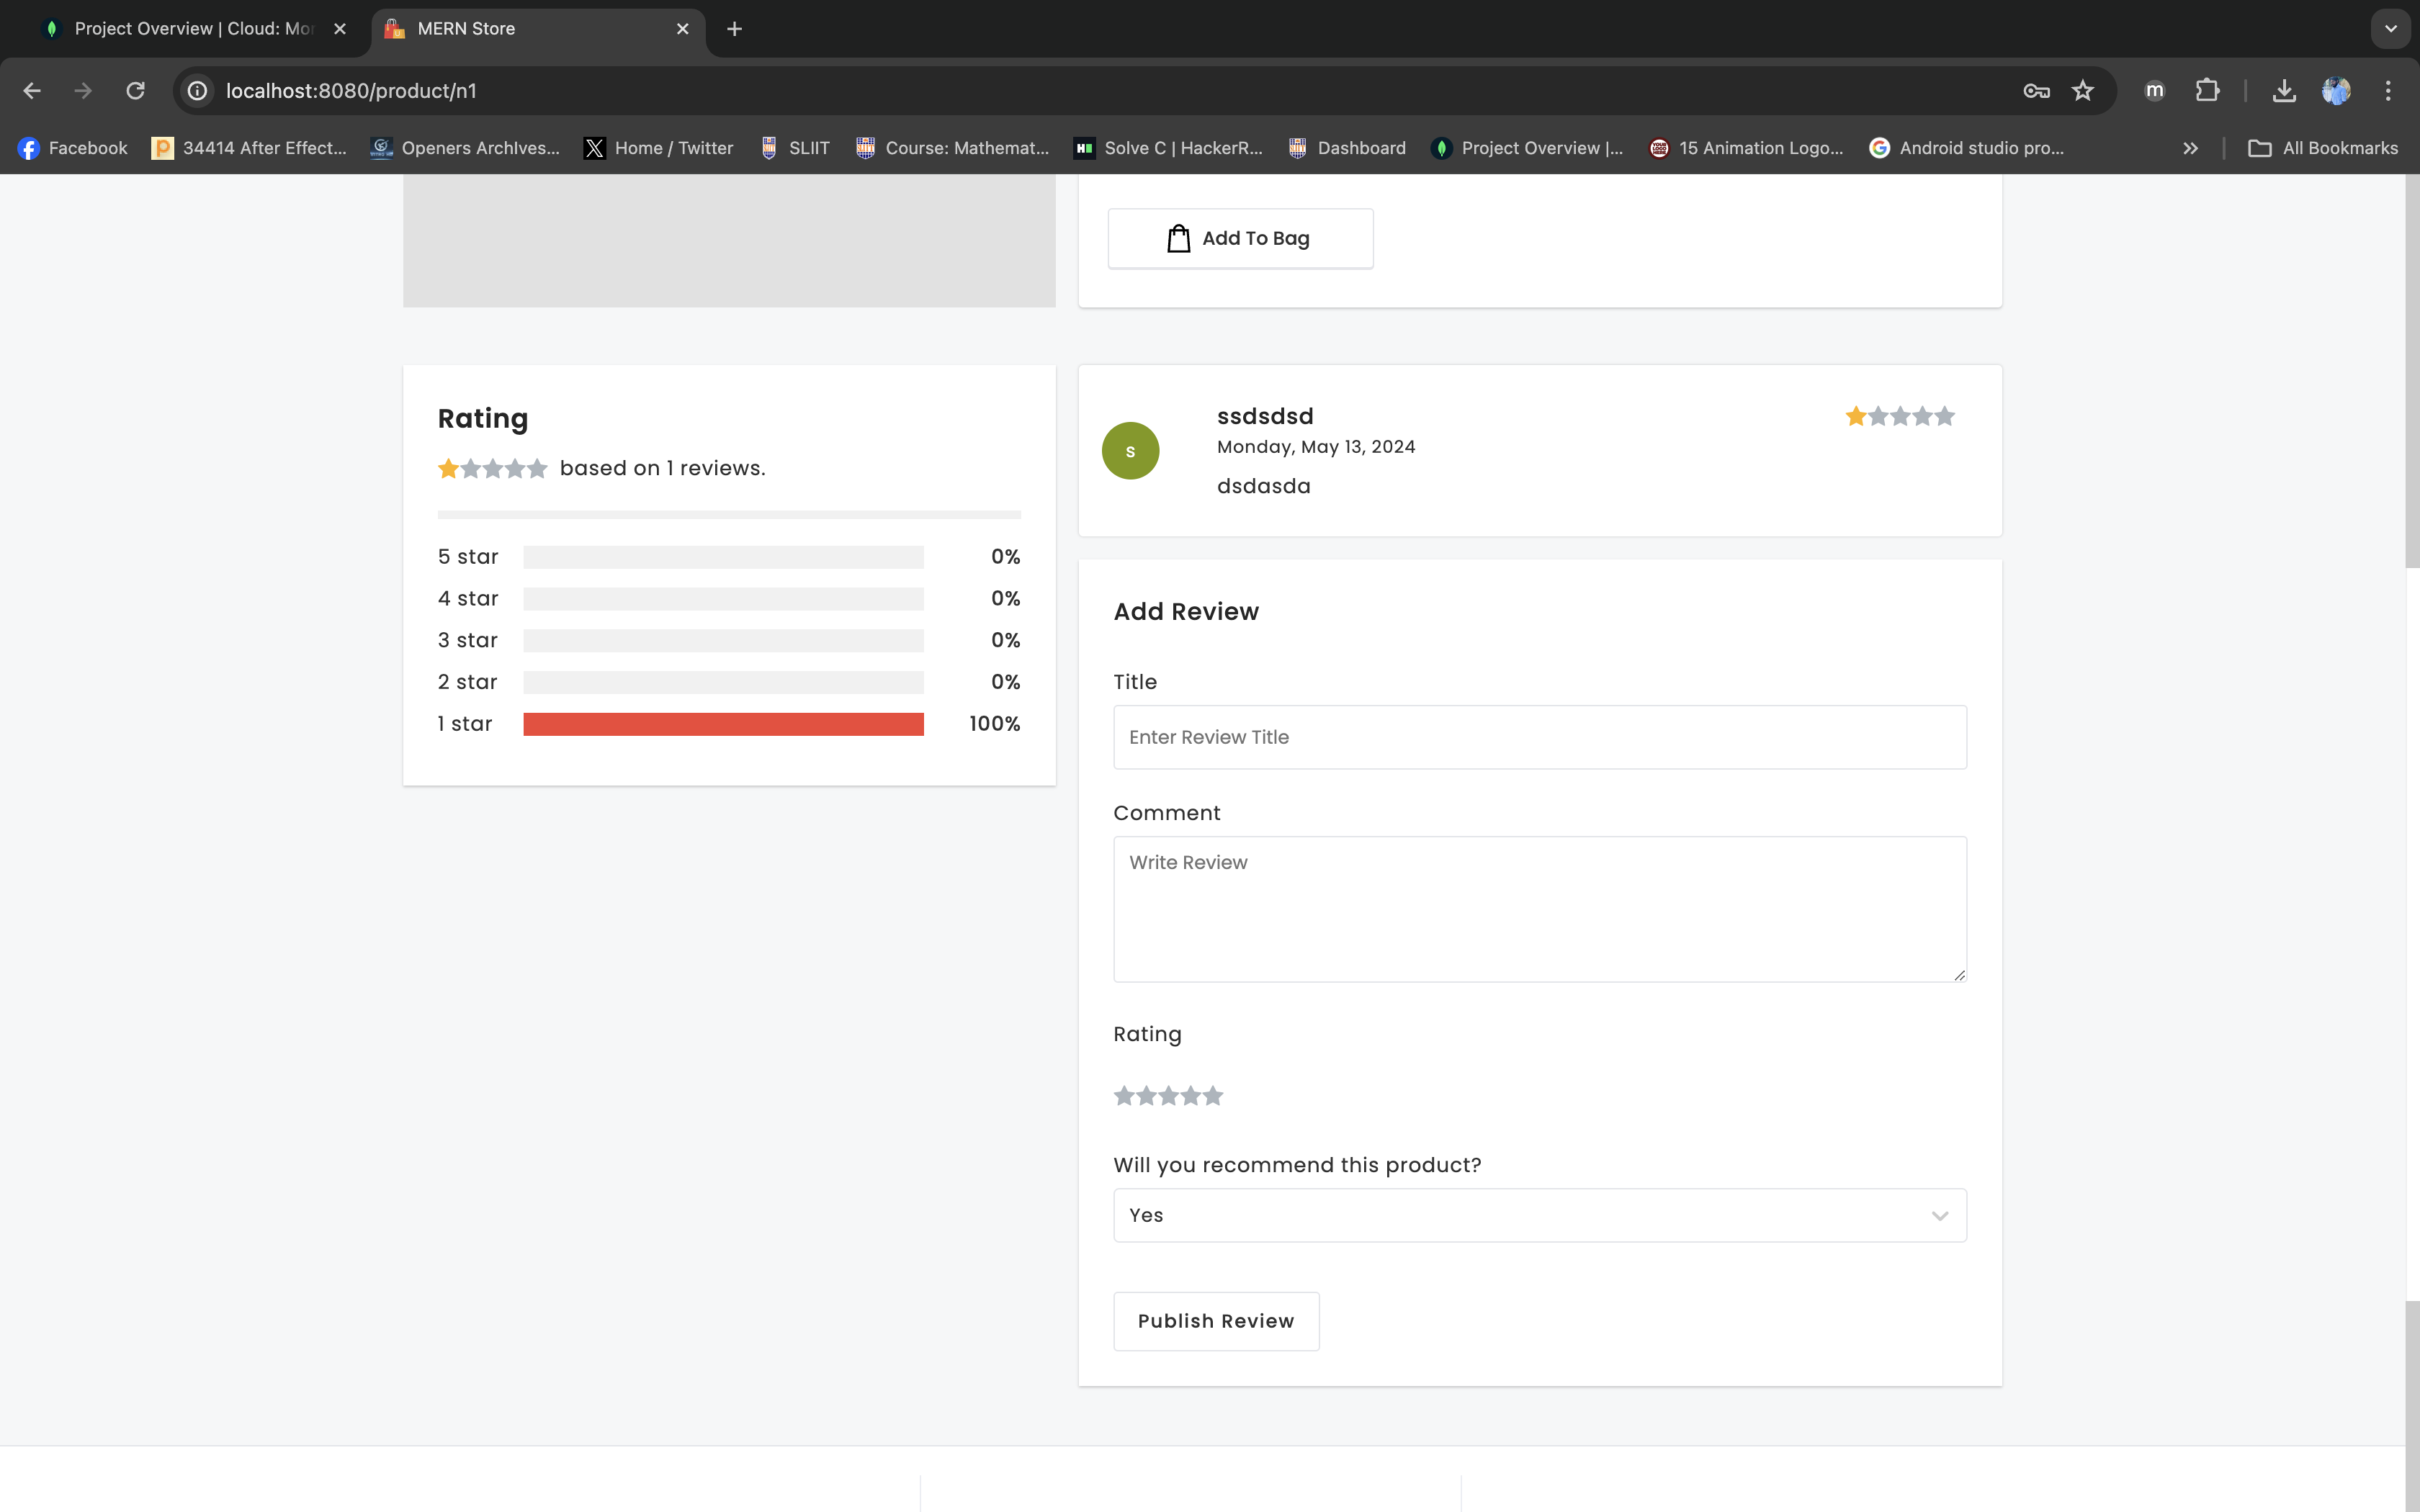 Project Overview | Cloud: Mon
MERN Store
localhost:8080/product/n1
m
Facebook
34414 After Effect...
Openers ArchIves...
Home / Twitter
SLIIT
Course: Mathemat...
Solve C | HackerR...
Dashboard
Project Overview |...
15 Animation Logo...
Android studio pro...
All Bookmarks
Add To Bag
Rating
based on 1 reviews.
5 star 0%
4 star 0%
3 star 0%
2 star 0%
1 star 100%
s
ssdsdsd
Monday, May 13, 2024
dsdasda
Add Review
Title
Enter Review Title
Comment
Write Review
Rating
Will you recommend this product?
Yes
Publish Review